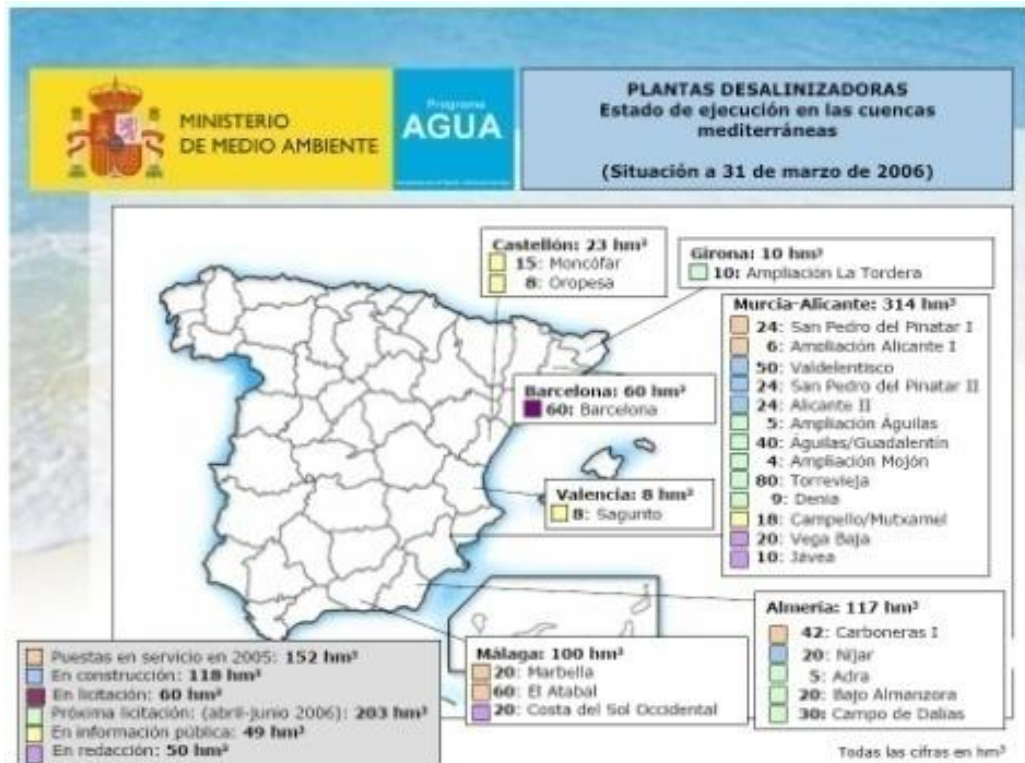 MINISTERIO
DE MEDIO AMBIENTE
Programa
AGUA
PLANTAS DESALINIZADORAS
Estado de ejecución en las cuencas
mediterráneas
(Situación a 31 de marzo de 2006)
Castellón: 23 hm³
15: Moncófar
8: Oropesa
Girona: 10 hm³
10: Ampliación La Tordera
Murcia-Alicante: 314 hm³
24: San Pedro del Pinatar I
6: Ampliación Alicante I
50: Valdelentisco
24: San Pedro del Pinatar II
24: Alicante II
5: Ampliación Águilas
40: Águilas/Guadalentín
4: Ampliación Mojón
80: Torrevieja
9: Denia
18: Campello/Mutxamel
20: Vega Baja
10: Javea
Barcelona: 60 hm³
60: Barcelona
Valencia: 8 hm³
8: Sagunto
Almería: 117 hm³
42: Carboneras I
20: Níjar
5: Adra
20: Bajo Almanzora
30: Campo de Dalias
Málaga: 100 hm³
20: Marbella
60: El Atabal
20: Costa del Sol Occidental
Puestas en servicio en 2005: 152 hm³
En construcción: 118 hm³
En licitación: 60 hm³
Próxima licitación: (abril-junio 2006): 203 hm³
En información pública: 49 hm³
En redacción: 50 hm³
Todas las cifras en hm³